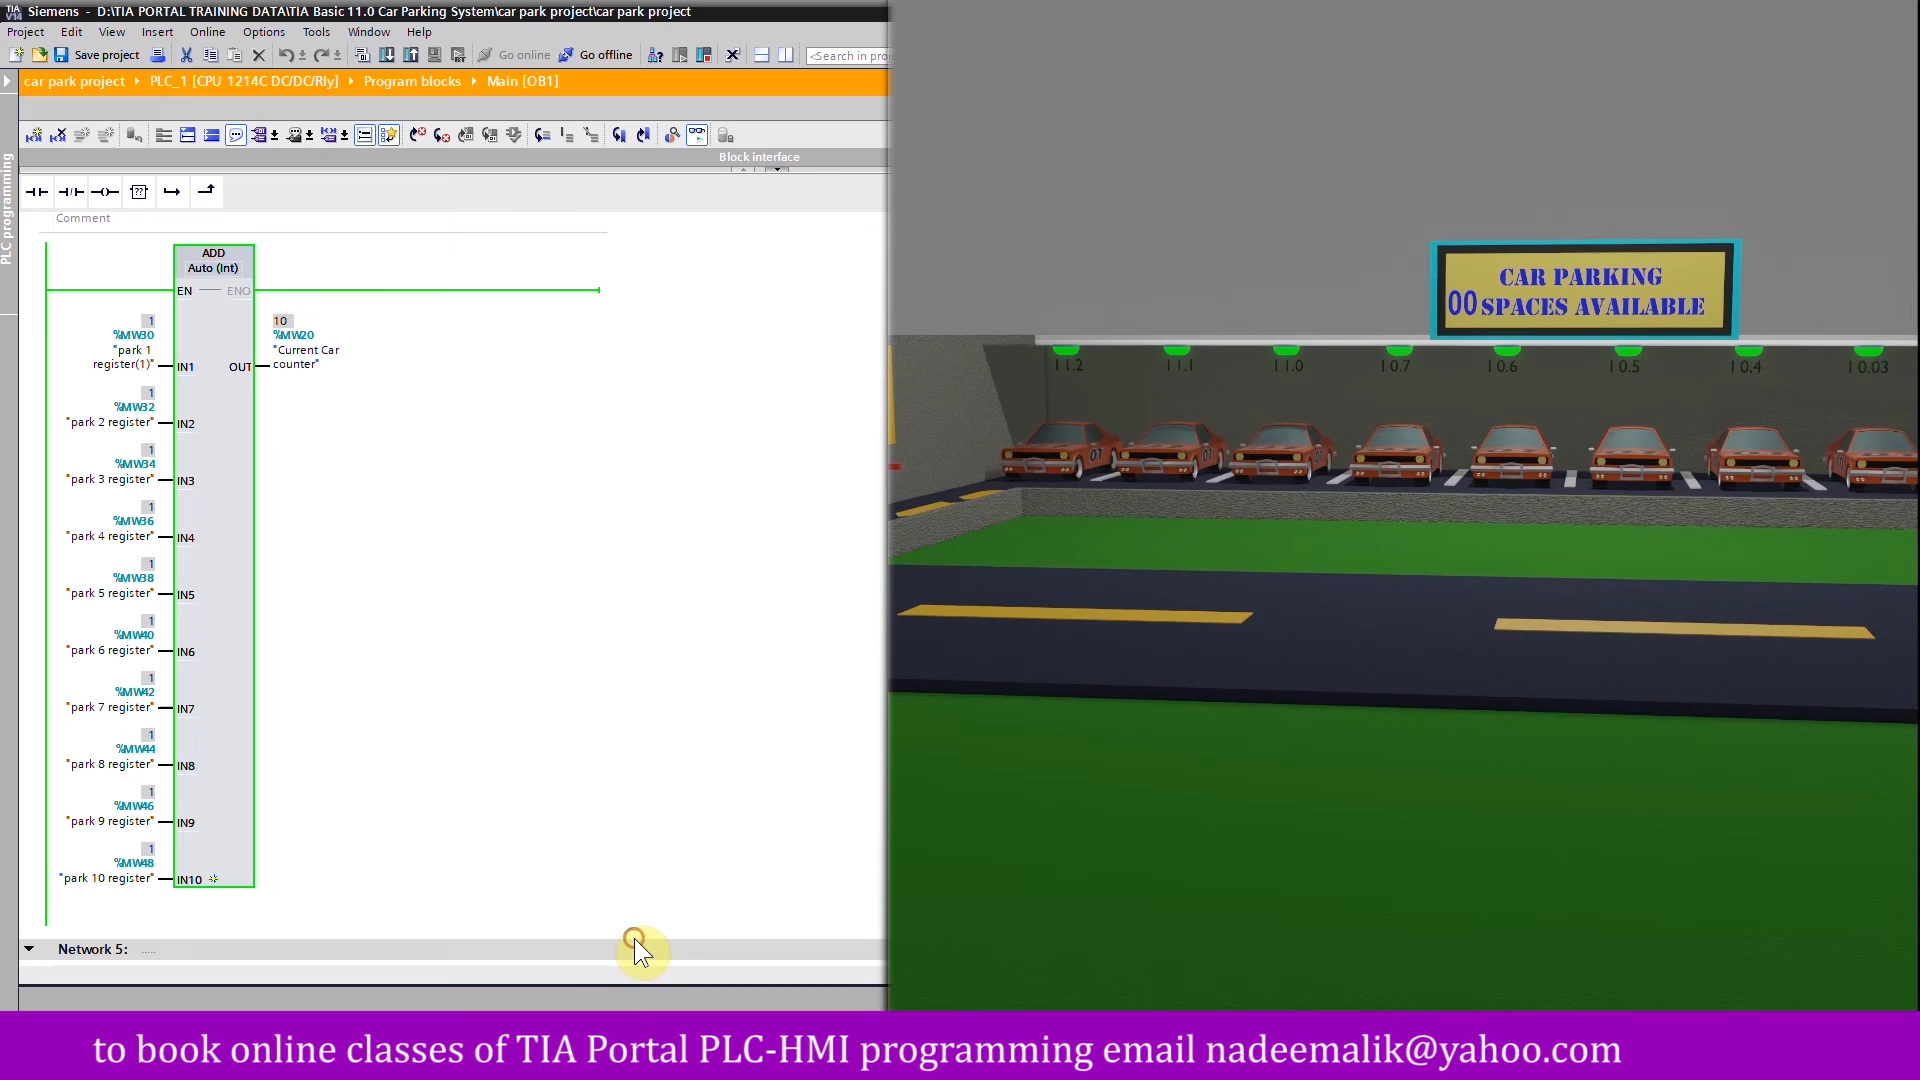 TIA V14 Siemens - D:\TIA PORTAL TRAINING DATA\TIA Basic 11.0 Car Parking System\car park project\car park project
Project Edit View Insert Online Options Tools Window Help
Save project Go online Go offline <Search in proj
car park project PLC_1 [CPU 1214C DC/DC/Rly] Program blocks Main [OB1]
Block interface
PLC programming
??
Comment
ADD
Auto (Int)
EN ENO
1
%MW30
"park 1
register(1)" IN1
OUT
10
%MW20
"Current Car
counter"
1
%MW32
"park 2 register" IN2
1
%MW34
"park 3 register" IN3
1
%MW36
"park 4 register" IN4
1
%MW38
"park 5 register" IN5
1
%MW40
"park 6 register" IN6
1
%MW42
"park 7 register" IN7
1
%MW44
"park 8 register" IN8
1
%MW46
"park 9 register" IN9
1
%MW48
"park 10 register" IN10
Network 5: .....
CAR PARKING
00 SPACES AVAILABLE
I 1.2 I 1.1 I 1.0 I 0.7 I 0.6 I 0.5 I 0.4 I 0.03
01 01
to book online classes of TIA Portal PLC-HMI programming email nadeemalik@yahoo.com